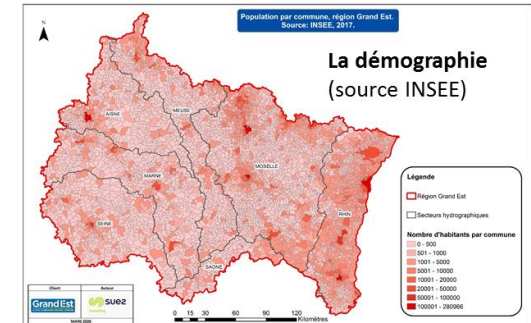 Population par commune, région Grand Est.
Source: INSEE, 2017.
N
La démographie
(source INSEE)
AISNE
MEUSE
MARNE
MOSELLE
SEINE
RHIN
SAONE
Légende
Région Grand Est
Secteurs hydrographiques
Nombre d'habitants par commune
0 - 500
501 - 1000
1001 - 5000
5001 - 10000
10001 - 20000
20001 - 50000
50001 - 100000
100001 - 280966
Client
Auteur
Grand Est
suez
Consulting
MARS 2020
0 15 30 60 90 120
Kilomètres